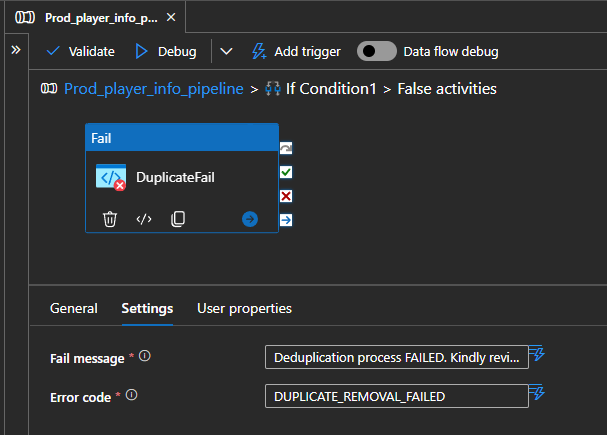 Prod_player_info_p...
Validate Debug Add trigger Data flow debug
Prod_player_info_pipeline > If Condition1 > False activities
Fail
DuplicateFail
General Settings User properties
Fail message * Deduplication process FAILED. Kindly revi...
Error code * DUPLICATE_REMOVAL_FAILED